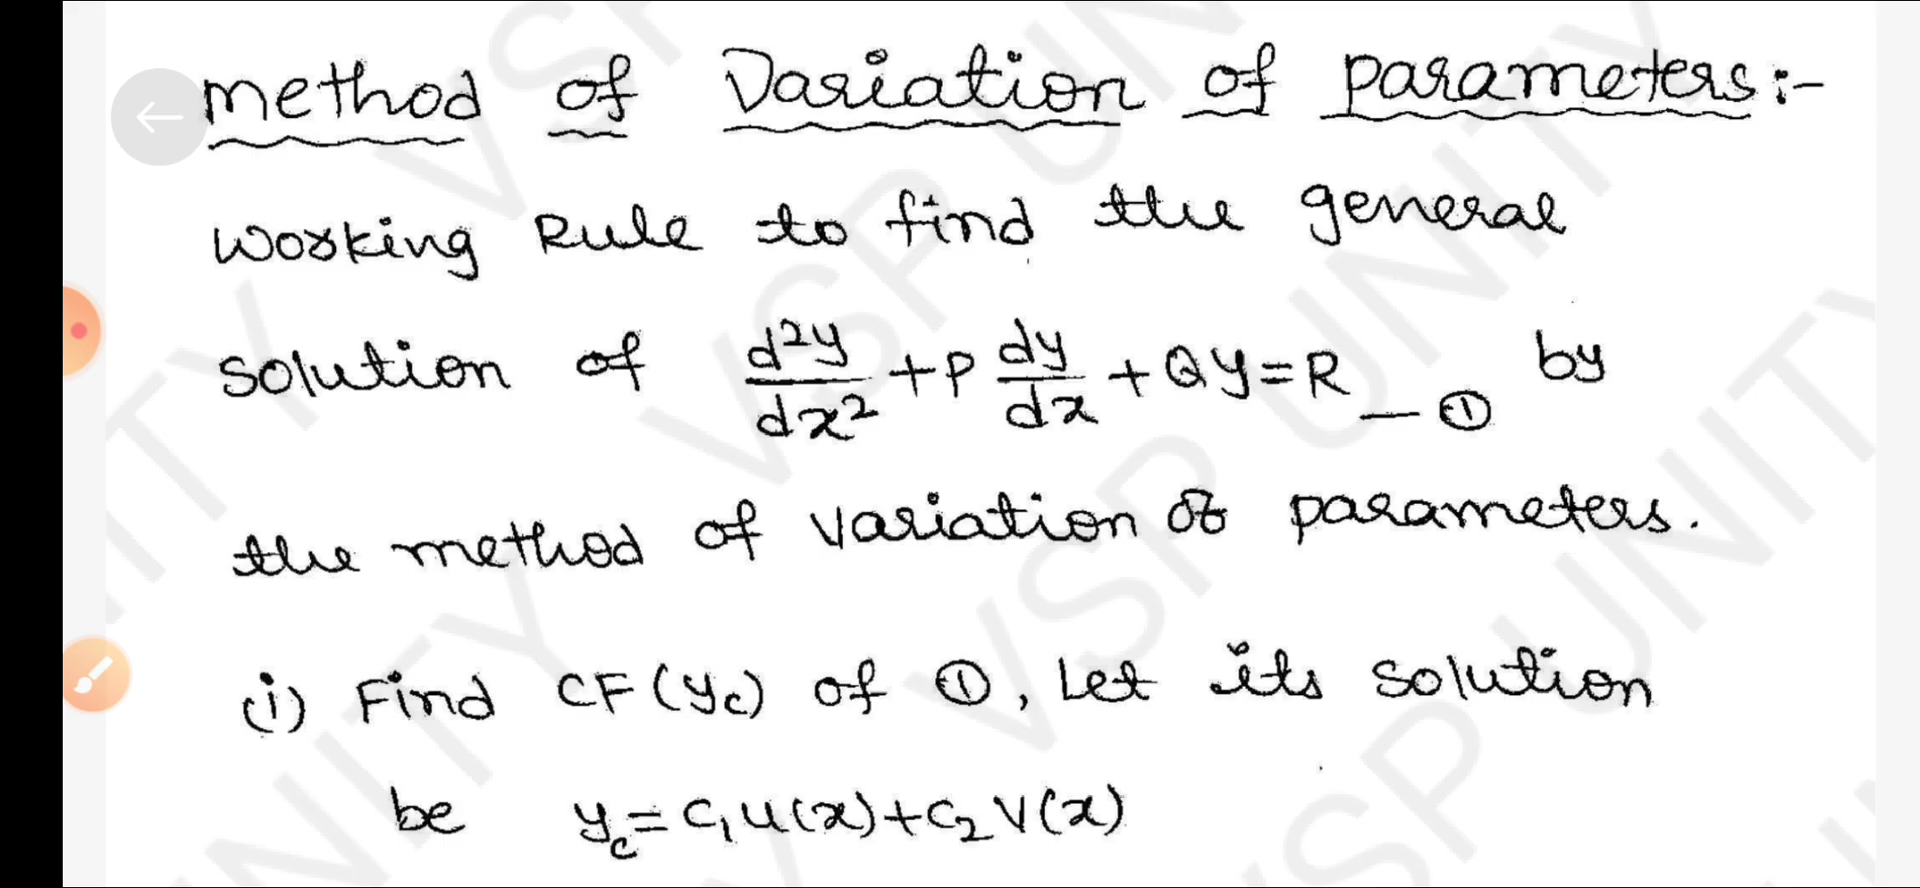 method of Variation of parameters:-
Working Rule to find the general
solution of d²y/dx² + P dy/dx + Qy = R — ① by
the method of variation of parameters.
(i) Find CF (yc) of ①, Let its solution
be yc = c₁u(x)+c₂v(x)
VSP UNITY